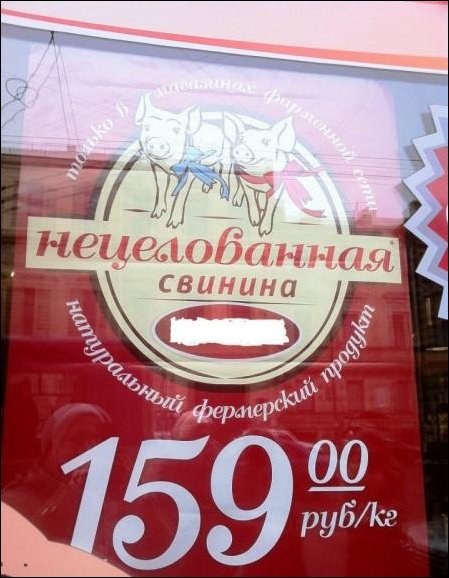 только в магазинах фирменной сети
нецелованная*
свинина
натуральный фермерский продукт
159 00
руб/кг